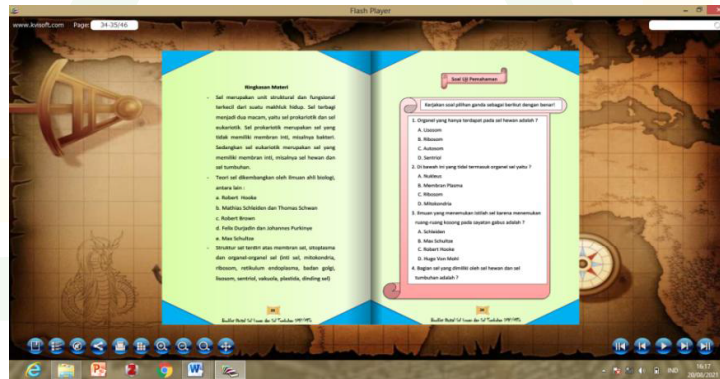 Flash Player
www.kvisoft.com Page: 34-35/46
Ringkasan Materi
- Sel merupakan unit struktural dan fungsional
terkecil dari suatu makhluk hidup. Sel terbagi
menjadi dua macam, yaitu sel prokariotik dan sel
eukariotik. Sel prokariotik merupakan sel yang
tidak memiliki membran inti, misalnya bakteri.
Sedangkan sel eukariotik merupakan sel yang
memiliki membran inti, misalnya sel hewan dan
sel tumbuhan.
- Teori sel dikembangkan oleh ilmuan ahli biologi,
antara lain :
a. Robert Hooke
b. Mathias Schleiden dan Thomas Schwan
c. Robert Brown
d. Felix Durjadin dan Johannes Purkinye
e. Max Schultze
- Struktur sel terdiri atas membran sel, sitoplasma
dan organel-organel sel (inti sel, mitokondria,
ribosom, retikulum endoplasma, badan golgi,
lisosom, sentriol, vakuola, plastida, dinding sel)
Soal Uji Pemahaman
Kerjakan soal pilihan ganda sebagai berikut dengan benar!
1. Organel yang hanya terdapat pada sel hewan adalah ?
A. Lisosom
B. Ribosom
C. Autosom
D. Sentriol
2. Di bawah ini yang tidak termasuk organel sel yaitu ?
A. Nukleus
B. Membran Plasma
C. Ribosom
D. Mitokondria
3. Ilmuan yang menemukan istilah sel karena menemukan
ruang-ruang kosong pada sayatan gabus adalah ?
A. Schleiden
B. Max Schultze
C. Robert Hooke
D. Hugo Von Mohl
4. Bagian sel yang dimiliki oleh sel hewan dan sel
tumbuhan adalah ?
IND
16:17
20/06/2021